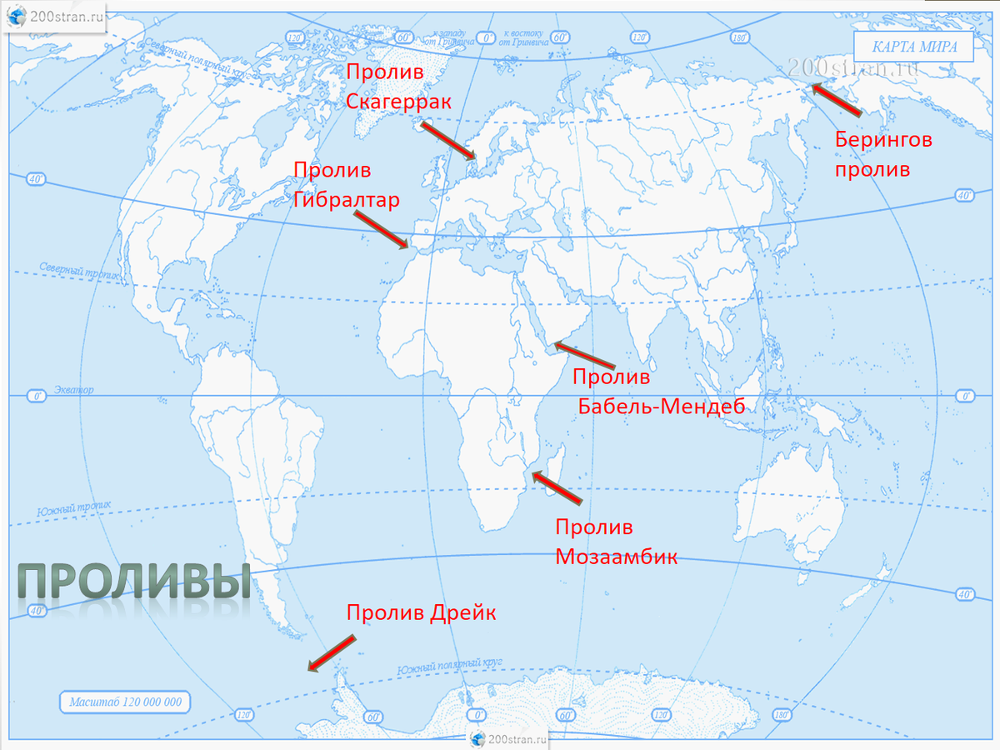 200stran.ru
120°
60°
к западу
от Гринвича
0°
к востоку
от Гринвича
60°
120°
180°
КАРТА МИРА
200stran.ru
Северный полярный круг
Пролив
Скагеррак
Берингов
пролив
Пролив
Гибралтар
40°
40°
Северный тропик
Пролив
Бабель-Мендеб
0°
Экватор
0°
Южный тропик
Пролив
Мозаамбик
ПРОЛИВЫ
40°
40°
Пролив Дрейк
Южный полярный круг
Масштаб 120 000 000
120°
60°
0°
60°
120°
180°
200stran.ru